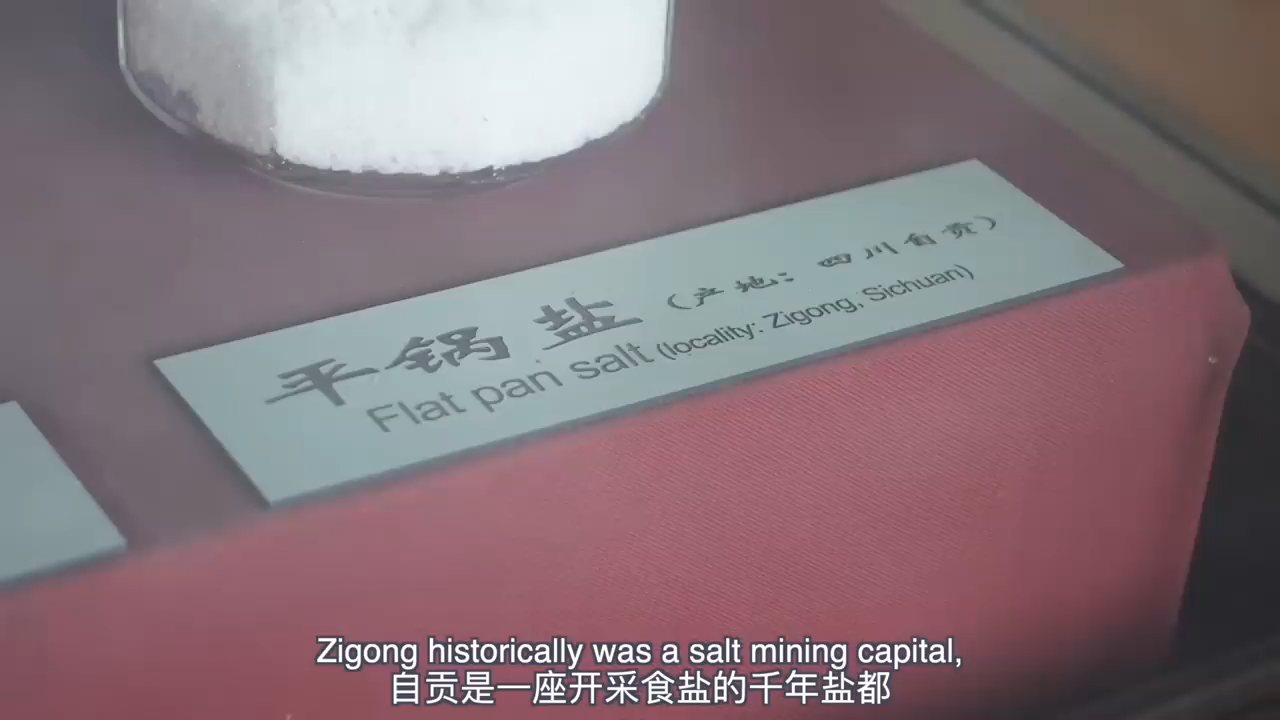 平锅盐（产地：四川自贡）
Flat pan salt (locality: Zigong, Sichuan)
Zigong historically was a salt mining capital,
自贡是一座开采食盐的千年盐都